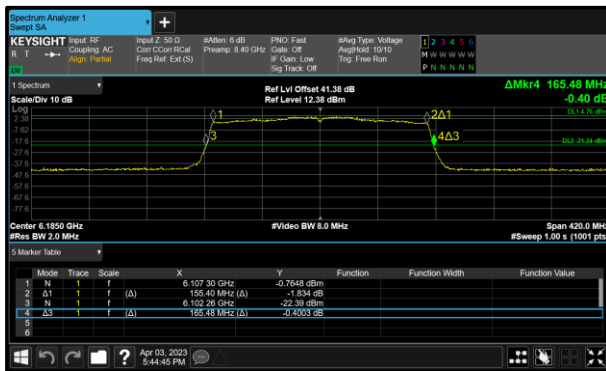 Spectrum Analyzer 1
Swept SA
+
KEYSIGHT Input: RF Input Z: 50 Ω #Atten: 6 dB PNO: Fast #Avg Type: Voltage 1 2 3 4 5 6
R T Coupling: AC Corr CCorr RCal Preamp: 8.40 GHz Gate: Off Avg|Hold: 10/10 M W W W W W
Align: Partial Freq Ref: Ext (S) IF Gain: Low Trig: Free Run P N N N N N
Sig Track: Off
1 Spectrum Ref Lvl Offset 41.38 dB ΔMkr4 165.48 MHz
Scale/Div 10 dB Ref Level 12.38 dBm -0.40 dB
Log
DL1 4.76 dBm
2.38
1
2Δ1
-7.62
3
4Δ3
-17.6
DL2 -21.24 dBm
-27.6
-37.6
-47.6
-57.6
-67.6
-77.6
Center 6.1850 GHz #Video BW 8.0 MHz Span 420.0 MHz
#Res BW 2.0 MHz #Sweep 1.00 s (1001 pts)
5 Marker Table
Mode Trace Scale X Y Function Function Width Function Value
1 N 1 f 6.107 30 GHz -0.7648 dBm
2 Δ1 1 f (Δ) 155.40 MHz (Δ) -1.834 dB
3 N 1 f 6.102 26 GHz -22.39 dBm
4 Δ3 1 f (Δ) 165.48 MHz (Δ) -0.4003 dB
5
6
? Apr 03, 2023
5:44:45 PM